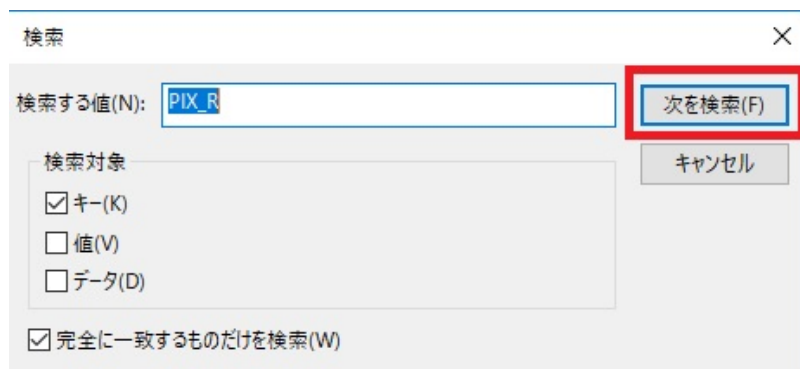 検索
検索する値(N): PIX_R
次を検索(F)
検索対象
キャンセル
キー(K)
値(V)
データ(D)
完全に一致するものだけを検索(W)